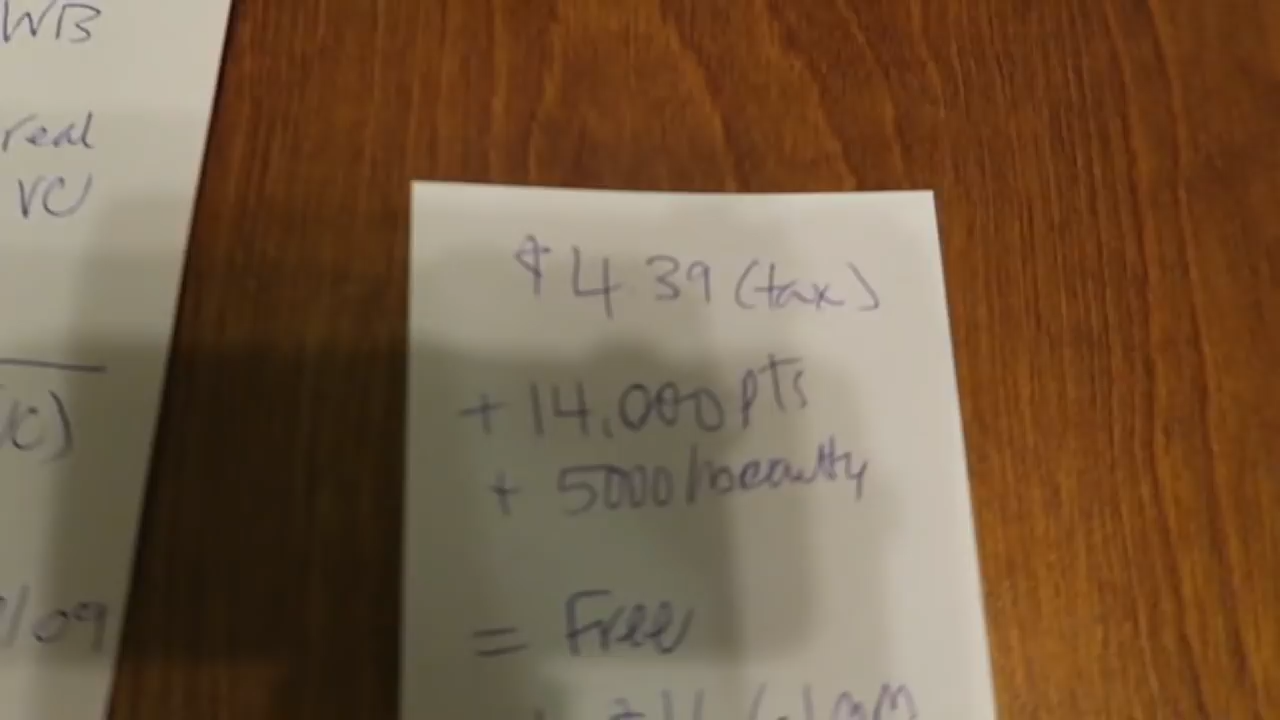 WB
real
VC
/09
$4.39 (tax)
+ 14,000 pts
+ 5000/beauty
= Free